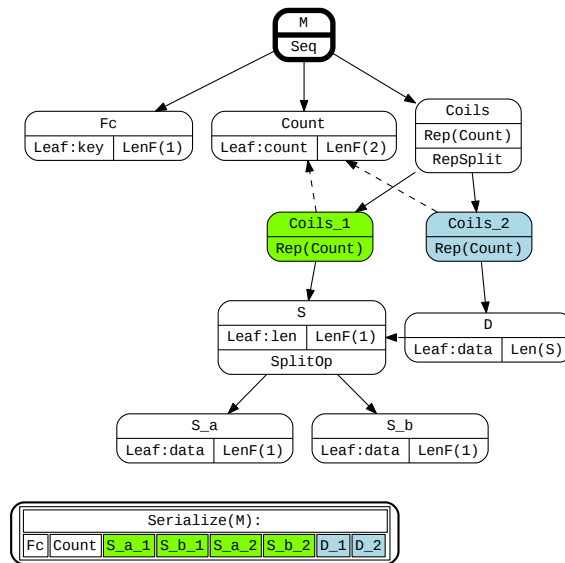 M
Seq
Fc
Leaf:key LenF(1)
Count
Leaf:count LenF(2)
Coils
Rep(Count)
RepSplit
Coils_1
Rep(Count)
Coils_2
Rep(Count)
S
Leaf:len LenF(1)
SplitOp
D
Leaf:data Len(S)
S_a
Leaf:data LenF(1)
S_b
Leaf:data LenF(1)
Serialize(M):
Fc Count S_a_1 S_b_1 S_a_2 S_b_2 D_1 D_2